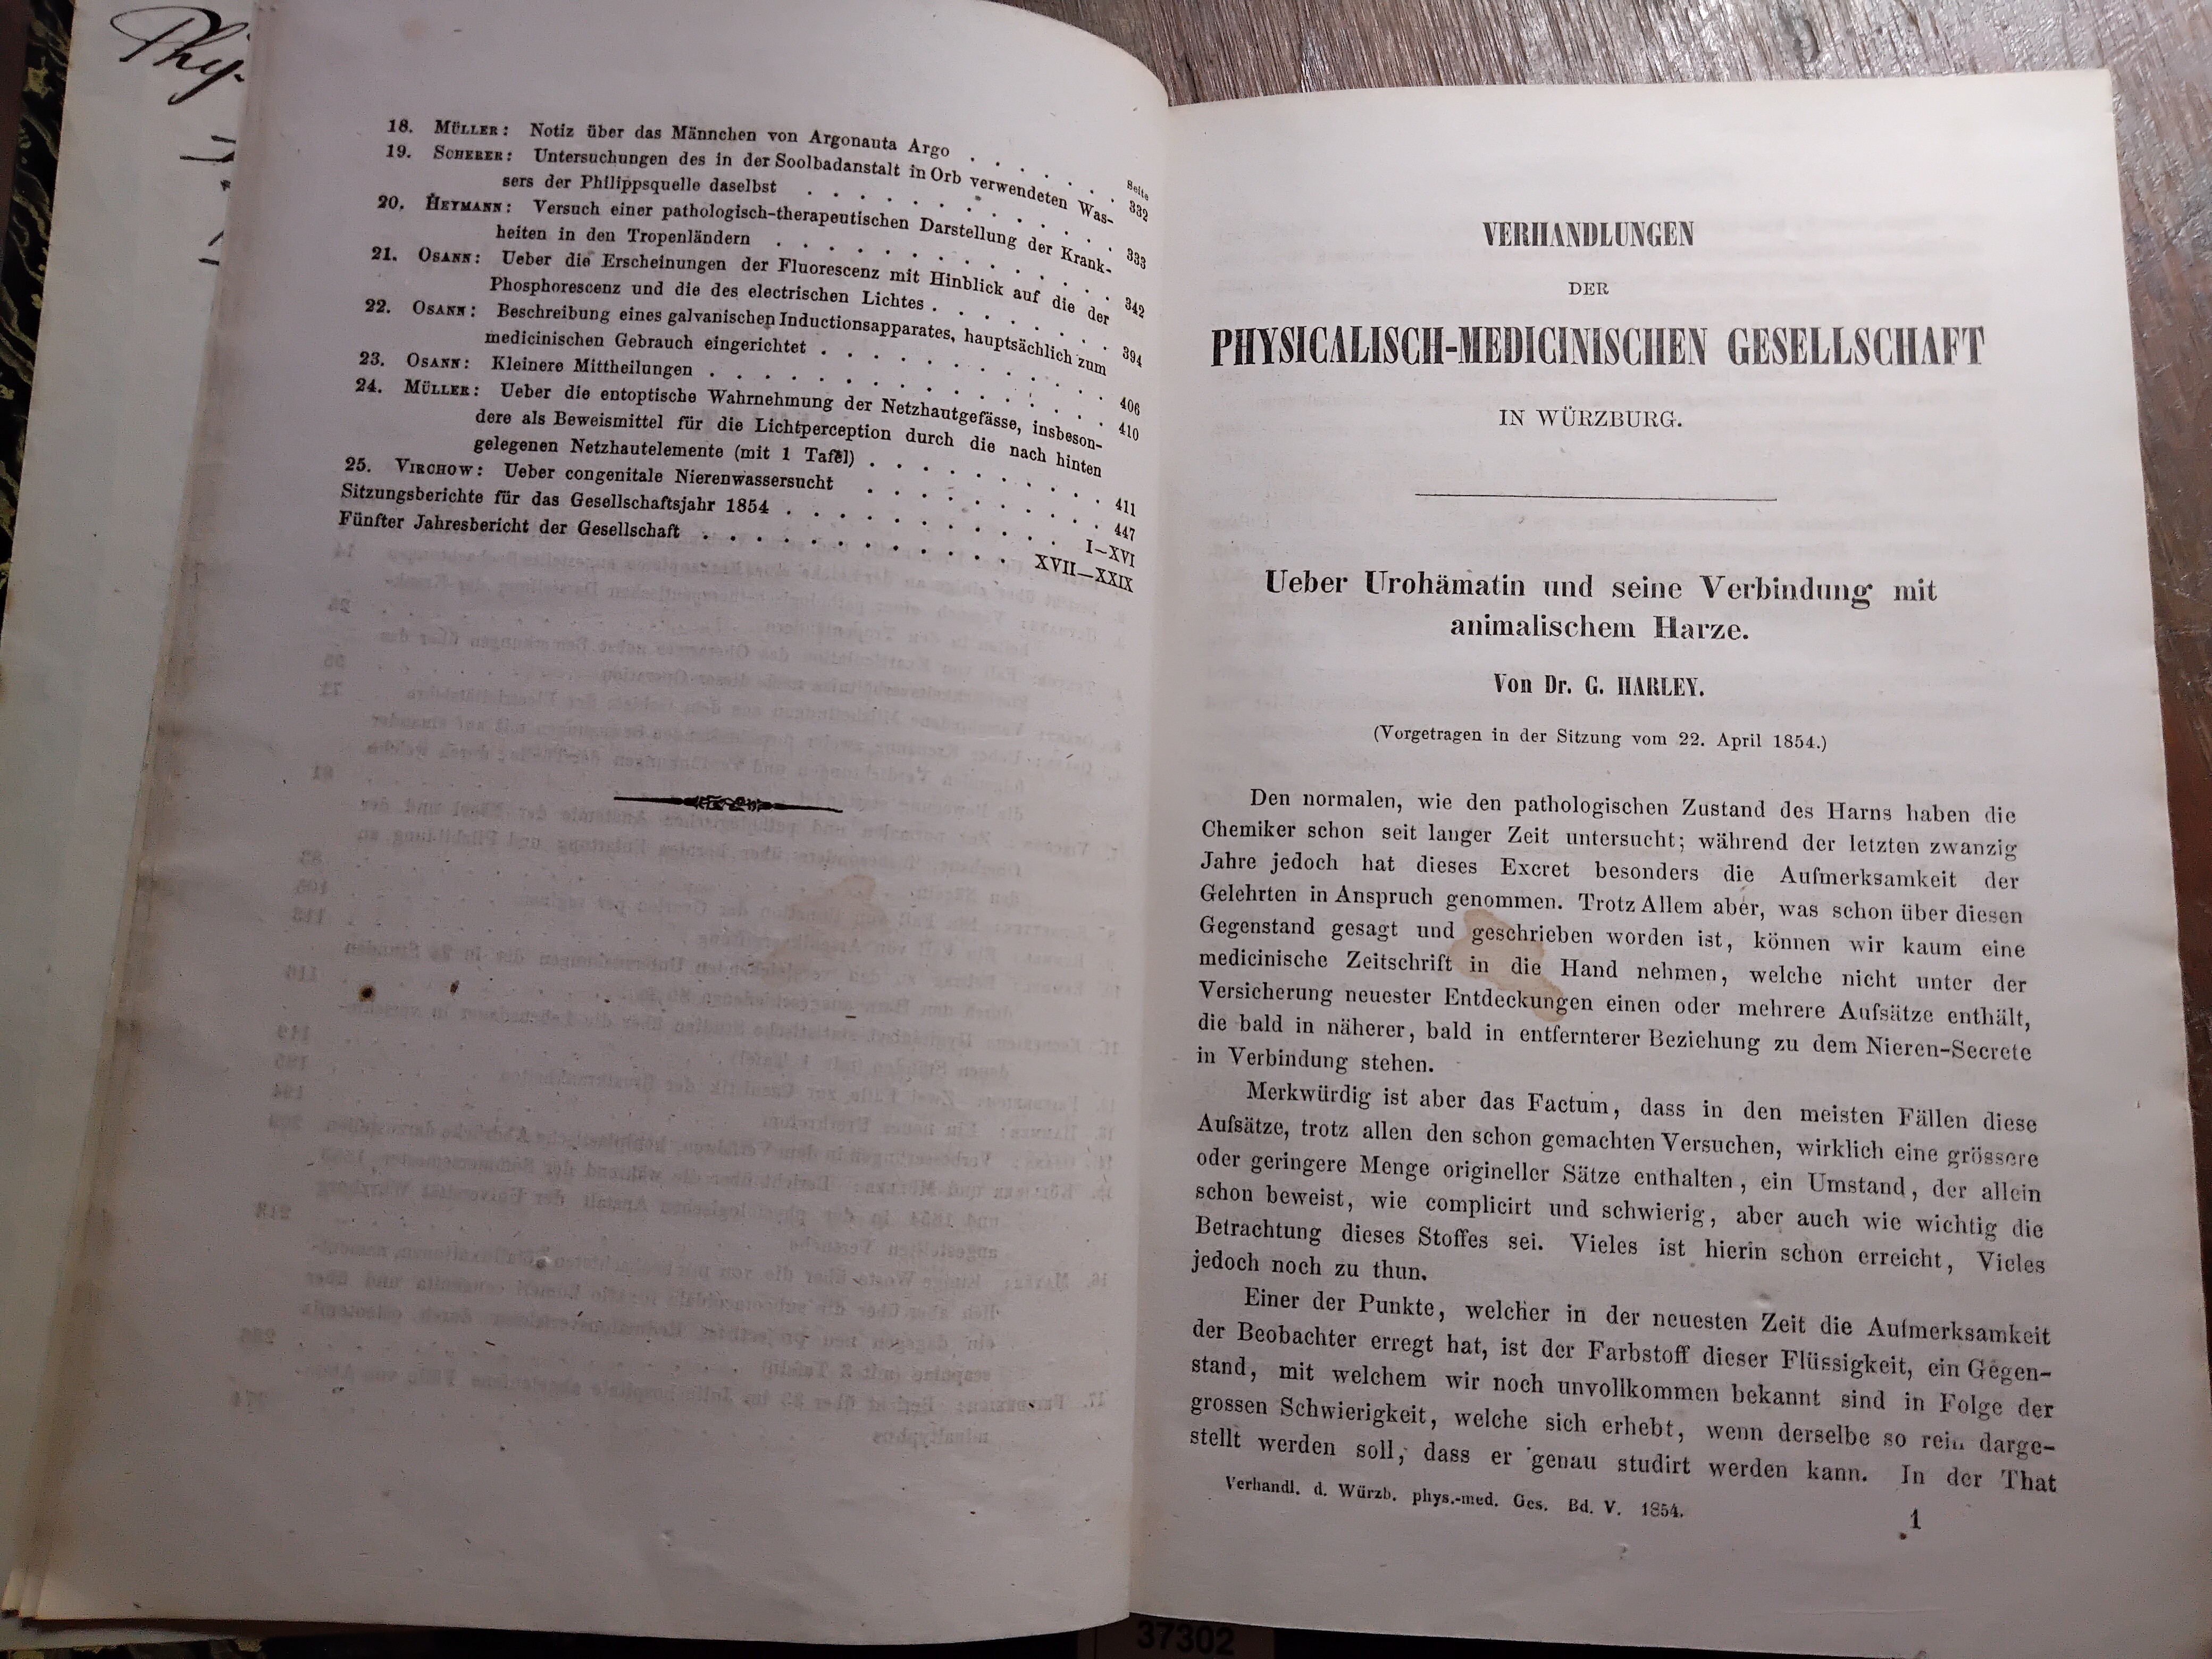 Phy-
Seite
18. MÜLLER: Notiz über das Männchen von Argonauta Argo . . . . . . 332
19. SCHERER: Untersuchungen des in der Soolbadanstalt in Orb verwendeten Was-
sers der Philippsquelle daselbst . . . . . . . . . . . 333
20. HEYMANN: Versuch einer pathologisch-therapeutischen Darstellung der Krank-
heiten in den Tropenländern . . . . . . . . . . . 342
21. OSANN: Ueber die Erscheinungen der Fluorescenz mit Hinblick auf die der
Phosphorescenz und die des electrischen Lichtes . . . . . . . 394
22. OSANN: Beschreibung eines galvanischen Inductionsapparates, hauptsächlich zum
medicinischen Gebrauch eingerichtet . . . . . . . . . . 406
23. OSANN: Kleinere Mittheilungen . . . . . . . . . . . . . 410
24. MÜLLER: Ueber die entoptische Wahrnehmung der Netzhautgefässe, insbeson-
dere als Beweismittel für die Lichtperception durch die nach hinten
gelegenen Netzhautelemente (mit 1 Tafel) . . . . . . . . . 411
25. VIRCHOW: Ueber congenitale Nierenwassersucht . . . . . . . . . 447
Sitzungsberichte für das Gesellschaftsjahr 1854 . . . . . . . . . . I—XVI
Fünfter Jahresbericht der Gesellschaft . . . . . . . . . . . . XVII—XXIX
VERHANDLUNGEN
DER
PHYSICALISCH-MEDICINISCHEN GESELLSCHAFT
IN WÜRZBURG.
Ueber Urohämatin und seine Verbindung mit
animalischem Harze.
Von Dr. G. HARLEY.
(Vorgetragen in der Sitzung vom 22. April 1854.)
Den normalen, wie den pathologischen Zustand des Harns haben die
Chemiker schon seit langer Zeit untersucht; während der letzten zwanzig
Jahre jedoch hat dieses Excret besonders die Aufmerksamkeit der
Gelehrten in Anspruch genommen. Trotz Allem aber, was schon über diesen
Gegenstand gesagt und geschrieben worden ist, können wir kaum eine
medicinische Zeitschrift in die Hand nehmen, welche nicht unter der
Versicherung neuester Entdeckungen einen oder mehrere Aufsätze enthält,
die bald in näherer, bald in entfernterer Beziehung zu dem Nieren-Secrete
in Verbindung stehen.
Merkwürdig ist aber das Factum, dass in den meisten Fällen diese
Aufsätze, trotz allen den schon gemachten Versuchen, wirklich eine grössere
oder geringere Menge origineller Sätze enthalten, ein Umstand, der allein
schon beweist, wie complicirt und schwierig, aber auch wie wichtig die
Betrachtung dieses Stoffes sei. Vieles ist hierin schon erreicht, Vieles
jedoch noch zu thun.
Einer der Punkte, welcher in der neuesten Zeit die Aufmerksamkeit
der Beobachter erregt hat, ist der Farbstoff dieser Flüssigkeit, ein Gegen-
stand, mit welchem wir noch unvollkommen bekannt sind in Folge der
grossen Schwierigkeit, welche sich erhebt, wenn derselbe so rein darge-
stellt werden soll, dass er genau studirt werden kann. In der That
Verhandl. d. Würzb. phys.-med. Ges. Bd. V. 1854.
1
37302